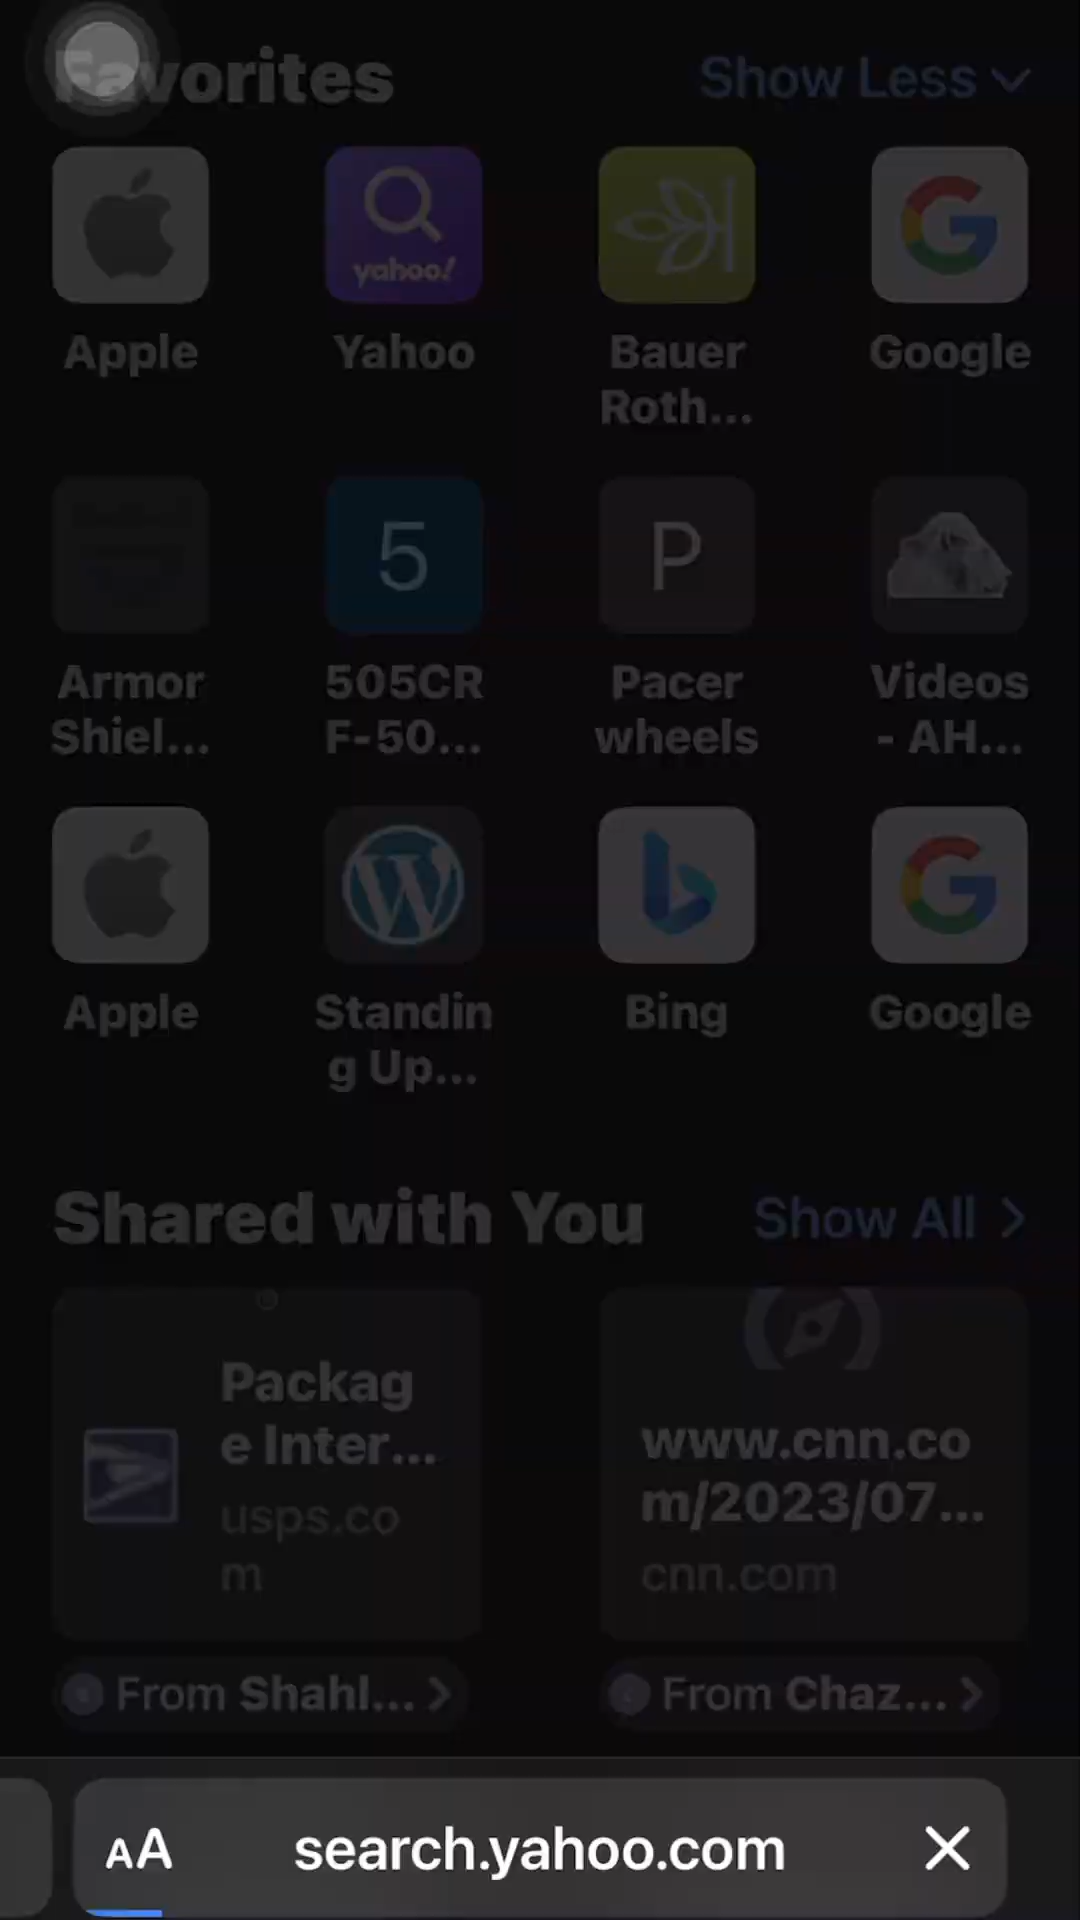 Favorites
Show Less
yahoo!
Apple
Yahoo
Bauer
Roth...
Google
5
P
Armor
Shiel...
505CR
F-50...
Pacer
wheels
Videos
- AH...
Apple
Standin
g Up...
Bing
Google
Shared with You
Show All
Packag
e Inter...
usps.co
m
www.cnn.co
m/2023/07...
cnn.com
From Shahl...
From Chaz...
AA
search.yahoo.com